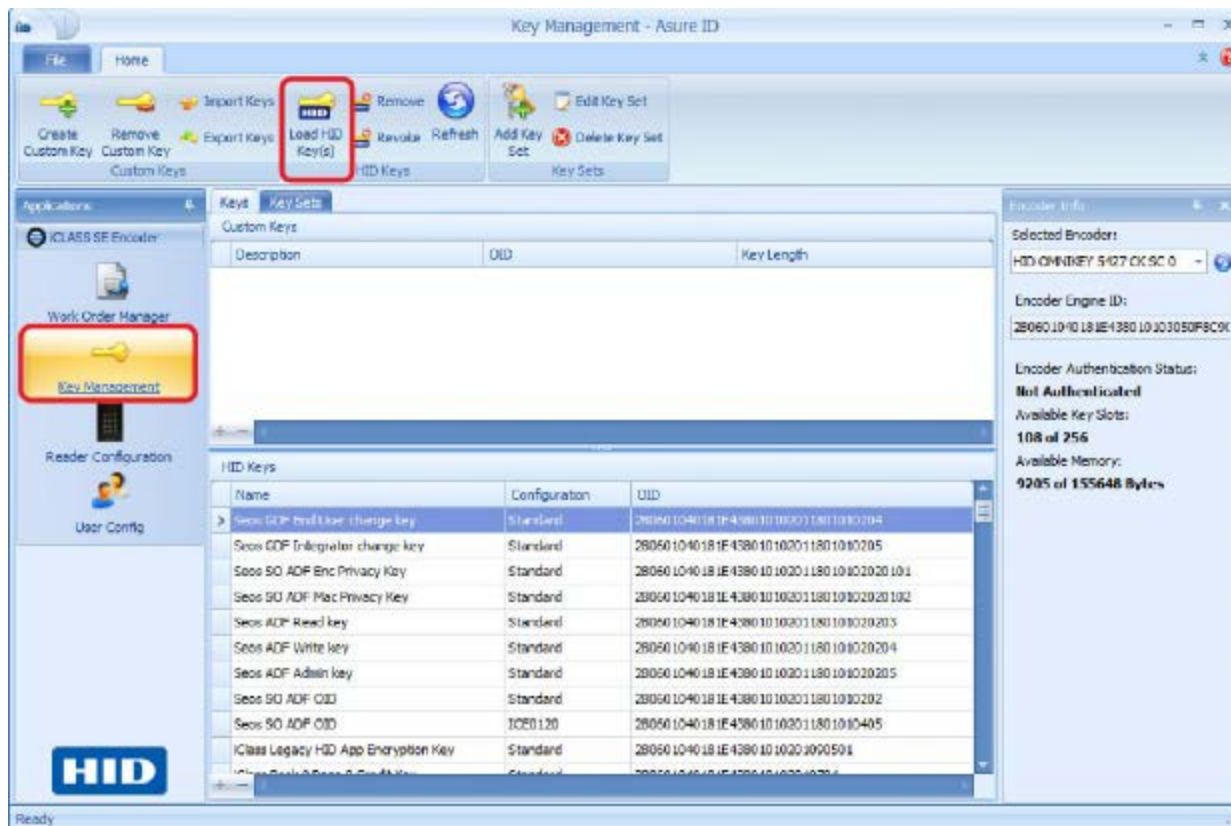 Key Management - Asure ID
File Home
Create Custom Key
Remove Custom Key
Import Keys
Export Keys
Custom Keys
Load HID Key(s)
Remove
Revoke
Refresh
HID Keys
Add Key Set
Edit Key Set
Delete Key Set
Key Sets
Applications
iCLASS SE Encoder
Work Order Manager
Key Management
Reader Configuration
User Config
HID
Keys Key Sets
Custom Keys
Description OID Key Length
HID Keys
Name Configuration OID
Seos GDF End User change key Standard
Seos GDF Integrator change key Standard
Seos SO ADF Enc Privacy Key Standard
Seos SO ADF Mac Privacy Key Standard
Seos ADF Read key Standard
Seos ADF Write key Standard
Seos ADF Admin key Standard
Seos SO ADF OID Standard
Seos SO ADF OID ICE0120
iClass Legacy HID App Encryption Key Standard
Encoder Info
Selected Encoder:
HID OMNIKEY 5427 CK SC 0
Encoder Engine ID:
Encoder Authentication Status:
Not Authenticated
Available Key Slots:
108 of 256
Available Memory:
9205 of 155648 Bytes
Ready